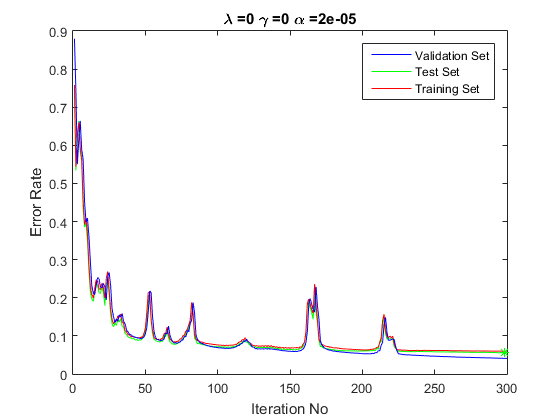 λ =0 γ =0 α =2e-05
Validation Set
Test Set
Training Set
0.9
0.8
0.7
0.6
0.5
0.4
0.3
0.2
0.1
0
Error Rate
0 50 100 150 200 250 300
Iteration No